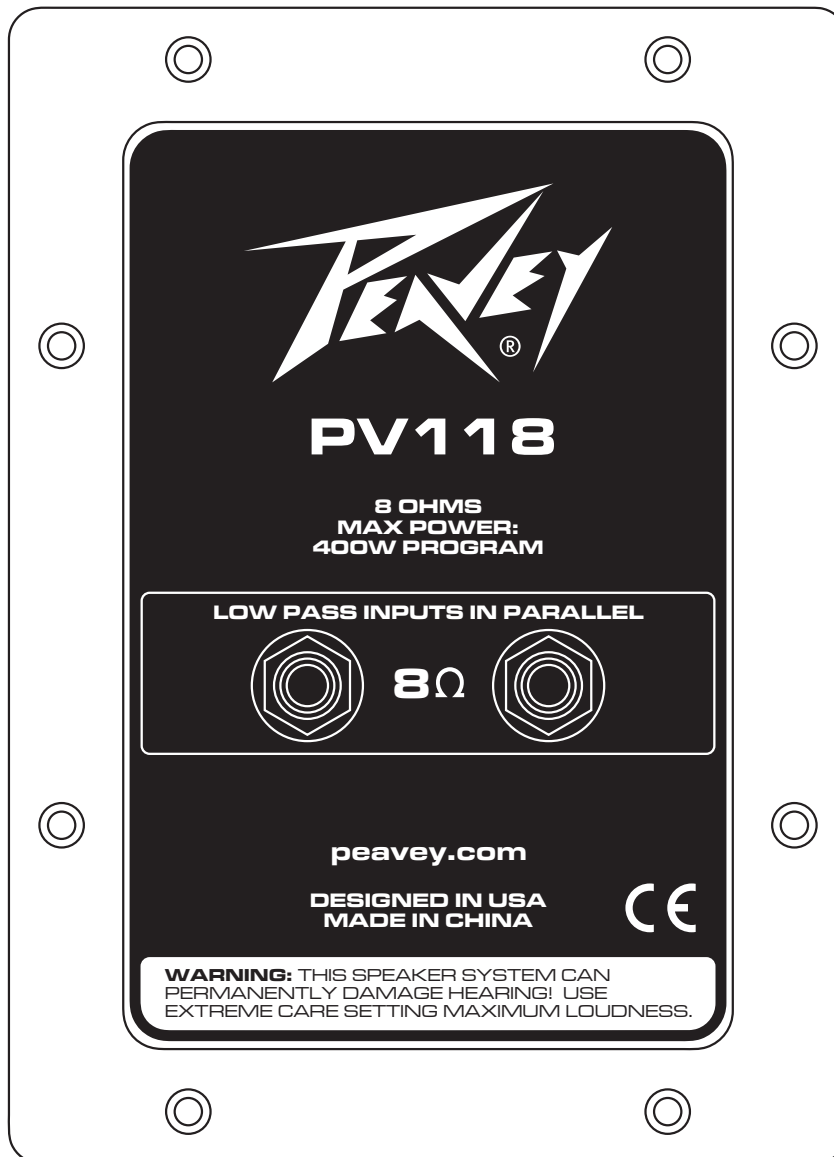 PEAVEY
®
PV118
8 OHMS
MAX POWER:
400W PROGRAM
LOW PASS INPUTS IN PARALLEL
8Ω
peavey.com
DESIGNED IN USA
MADE IN CHINA
CE
WARNING: THIS SPEAKER SYSTEM CAN
PERMANENTLY DAMAGE HEARING! USE
EXTREME CARE SETTING MAXIMUM LOUDNESS.